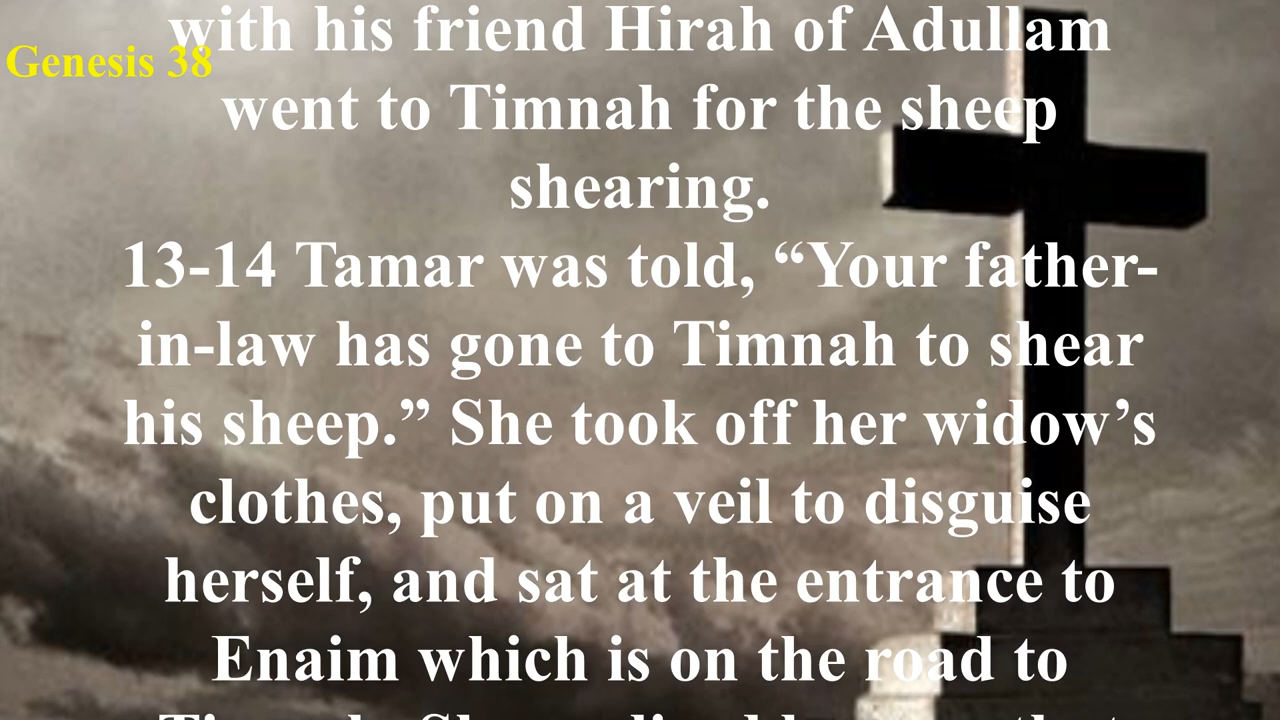 with his friend Hirah of Adullam
Genesis 38
went to Timnah for the sheep
shearing.
13-14 Tamar was told, “Your father-
in-law has gone to Timnah to shear
his sheep.” She took off her widow’s
clothes, put on a veil to disguise
herself, and sat at the entrance to
Enaim which is on the road to